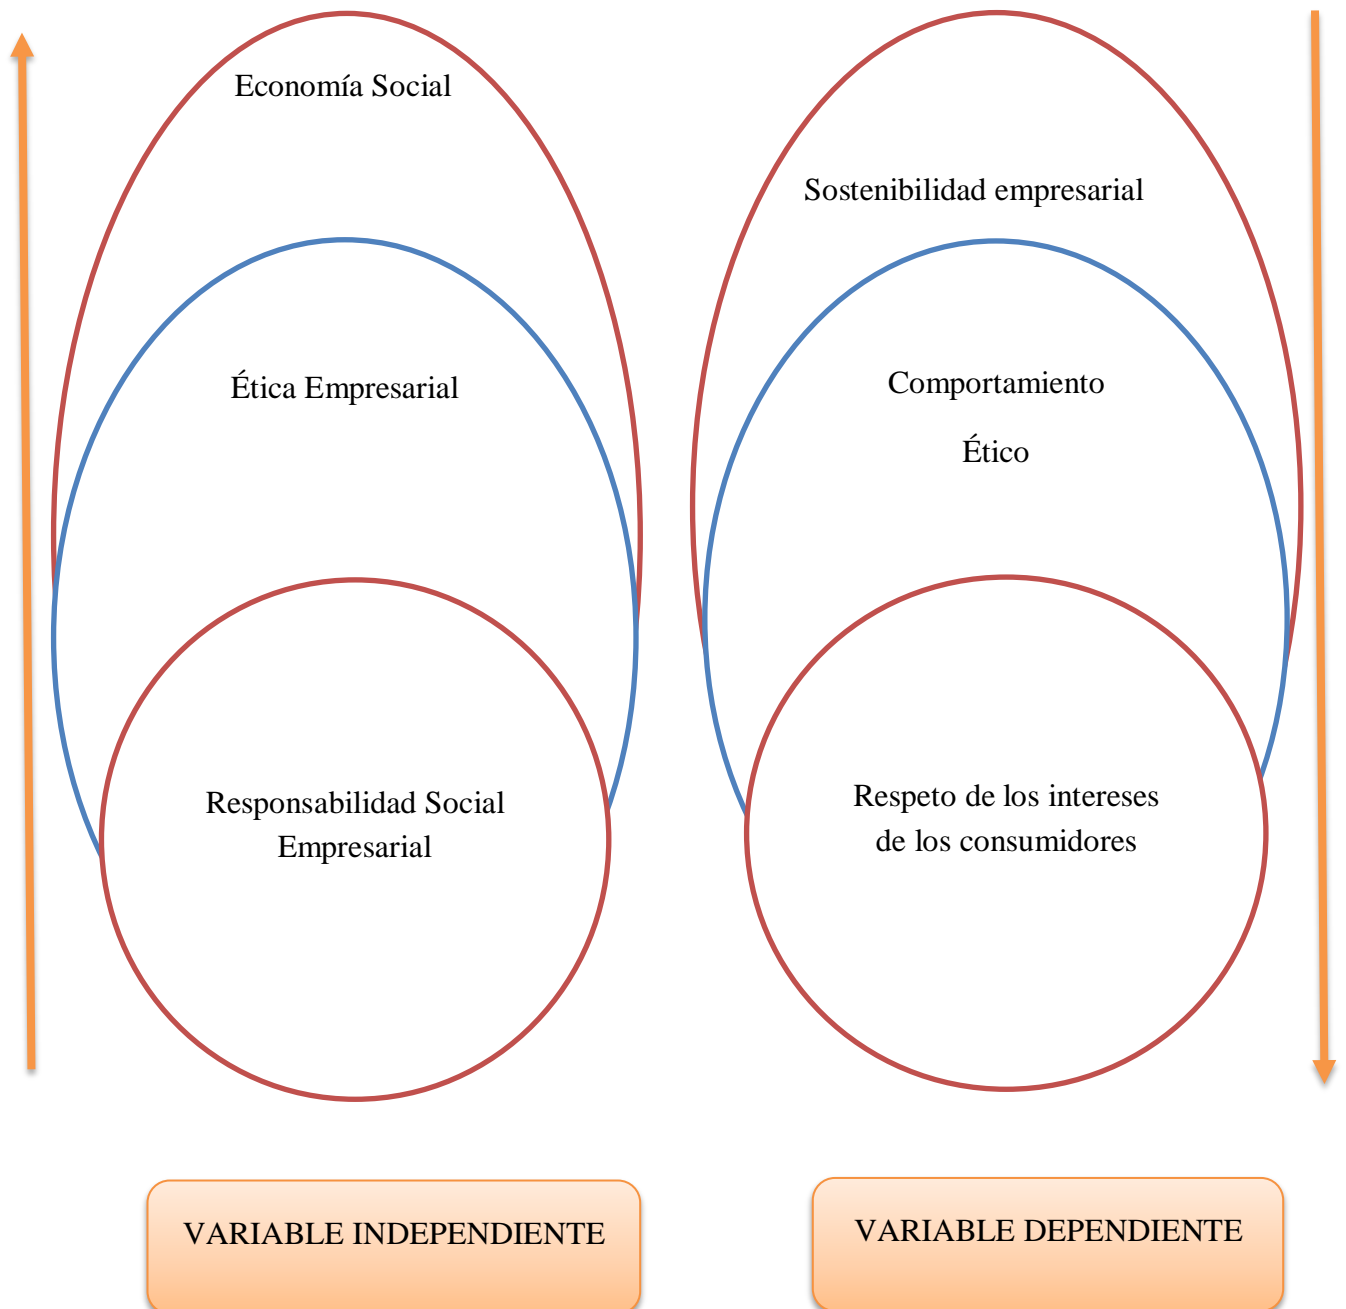 Economía Social
Ética Empresarial
Responsabilidad Social
Empresarial
VARIABLE INDEPENDIENTE
Sostenibilidad empresarial
Comportamiento
Ético
Respeto de los intereses
de los consumidores
VARIABLE DEPENDIENTE